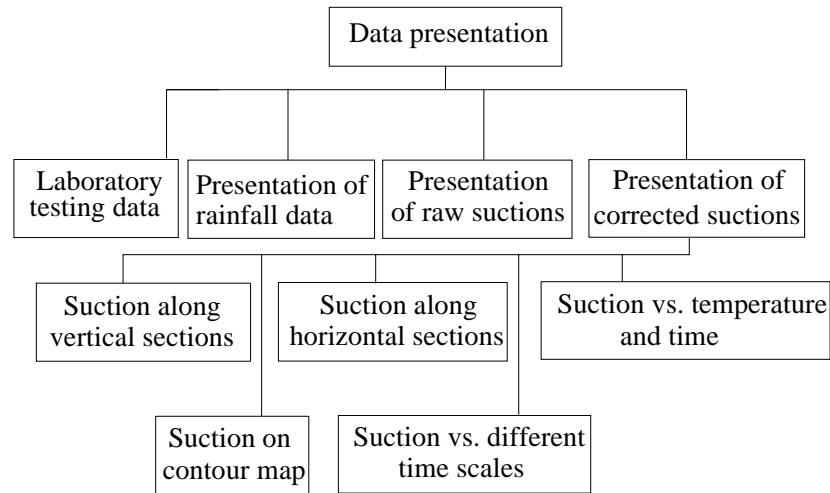 Data presentation
Laboratory
testing data
Presentation of
rainfall data
Presentation
of raw suctions
Presentation of
corrected suctions
Suction along
vertical sections
Suction along
horizontal sections
Suction vs. temperature
and time
Suction on
contour map
Suction vs. different
time scales